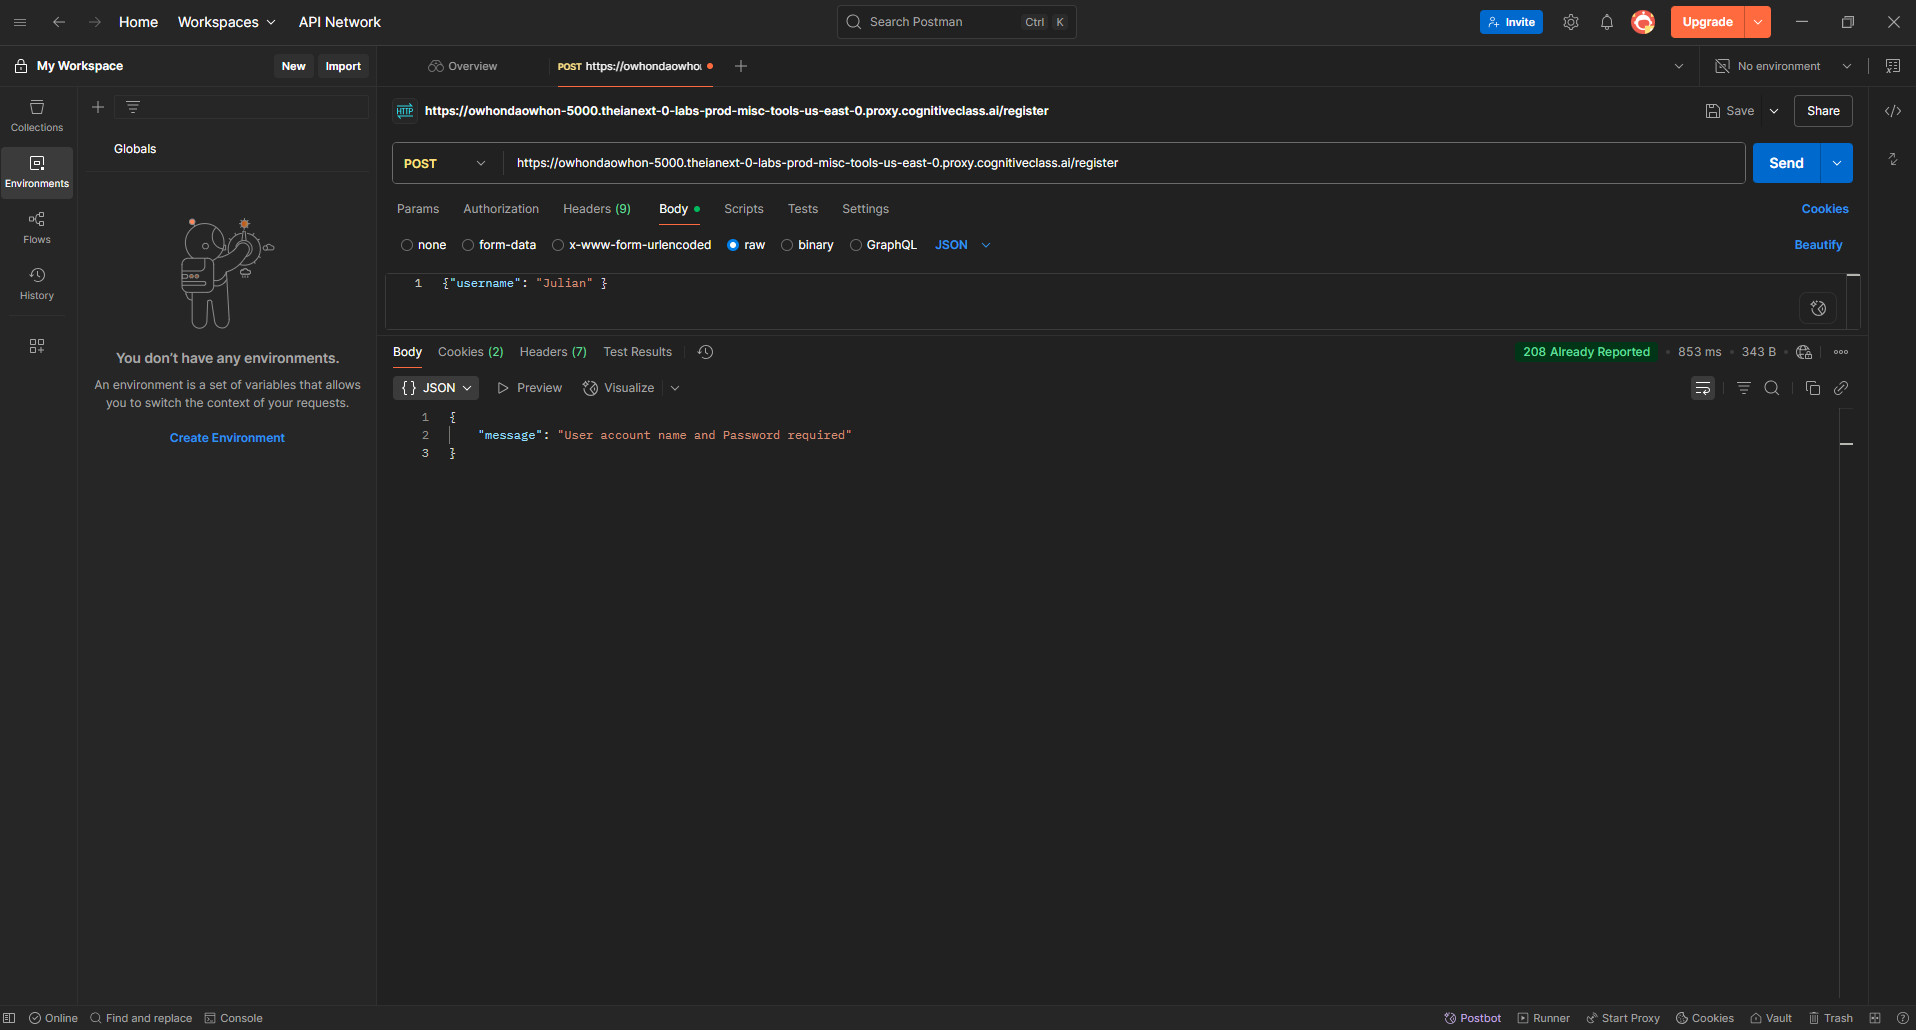 Home Workspaces API Network Search Postman Ctrl K Invite Upgrade
My Workspace New Import Overview POST https://owhondaowhon No environment
Collections
Environments
Flows
History
Globals
You don’t have any environments.
An environment is a set of variables that allows
you to switch the context of your requests.
Create Environment
HTTP https://owhondaowhon-5000.theianext-0-labs-prod-misc-tools-us-east-0.proxy.cognitiveclass.ai/register Save Share
POST https://owhondaowhon-5000.theianext-0-labs-prod-misc-tools-us-east-0.proxy.cognitiveclass.ai/register Send
Params Authorization Headers (9) Body Scripts Tests Settings Cookies
none form-data x-www-form-urlencoded raw binary GraphQL JSON Beautify
1 {"username": "Julian" }
Body Cookies (2) Headers (7) Test Results 208 Already Reported 853 ms 343 B
{} JSON Preview Visualize
1 {
2 "message": "User account name and Password required"
3 }
Online Find and replace Console Postbot Runner Start Proxy Cookies Vault Trash